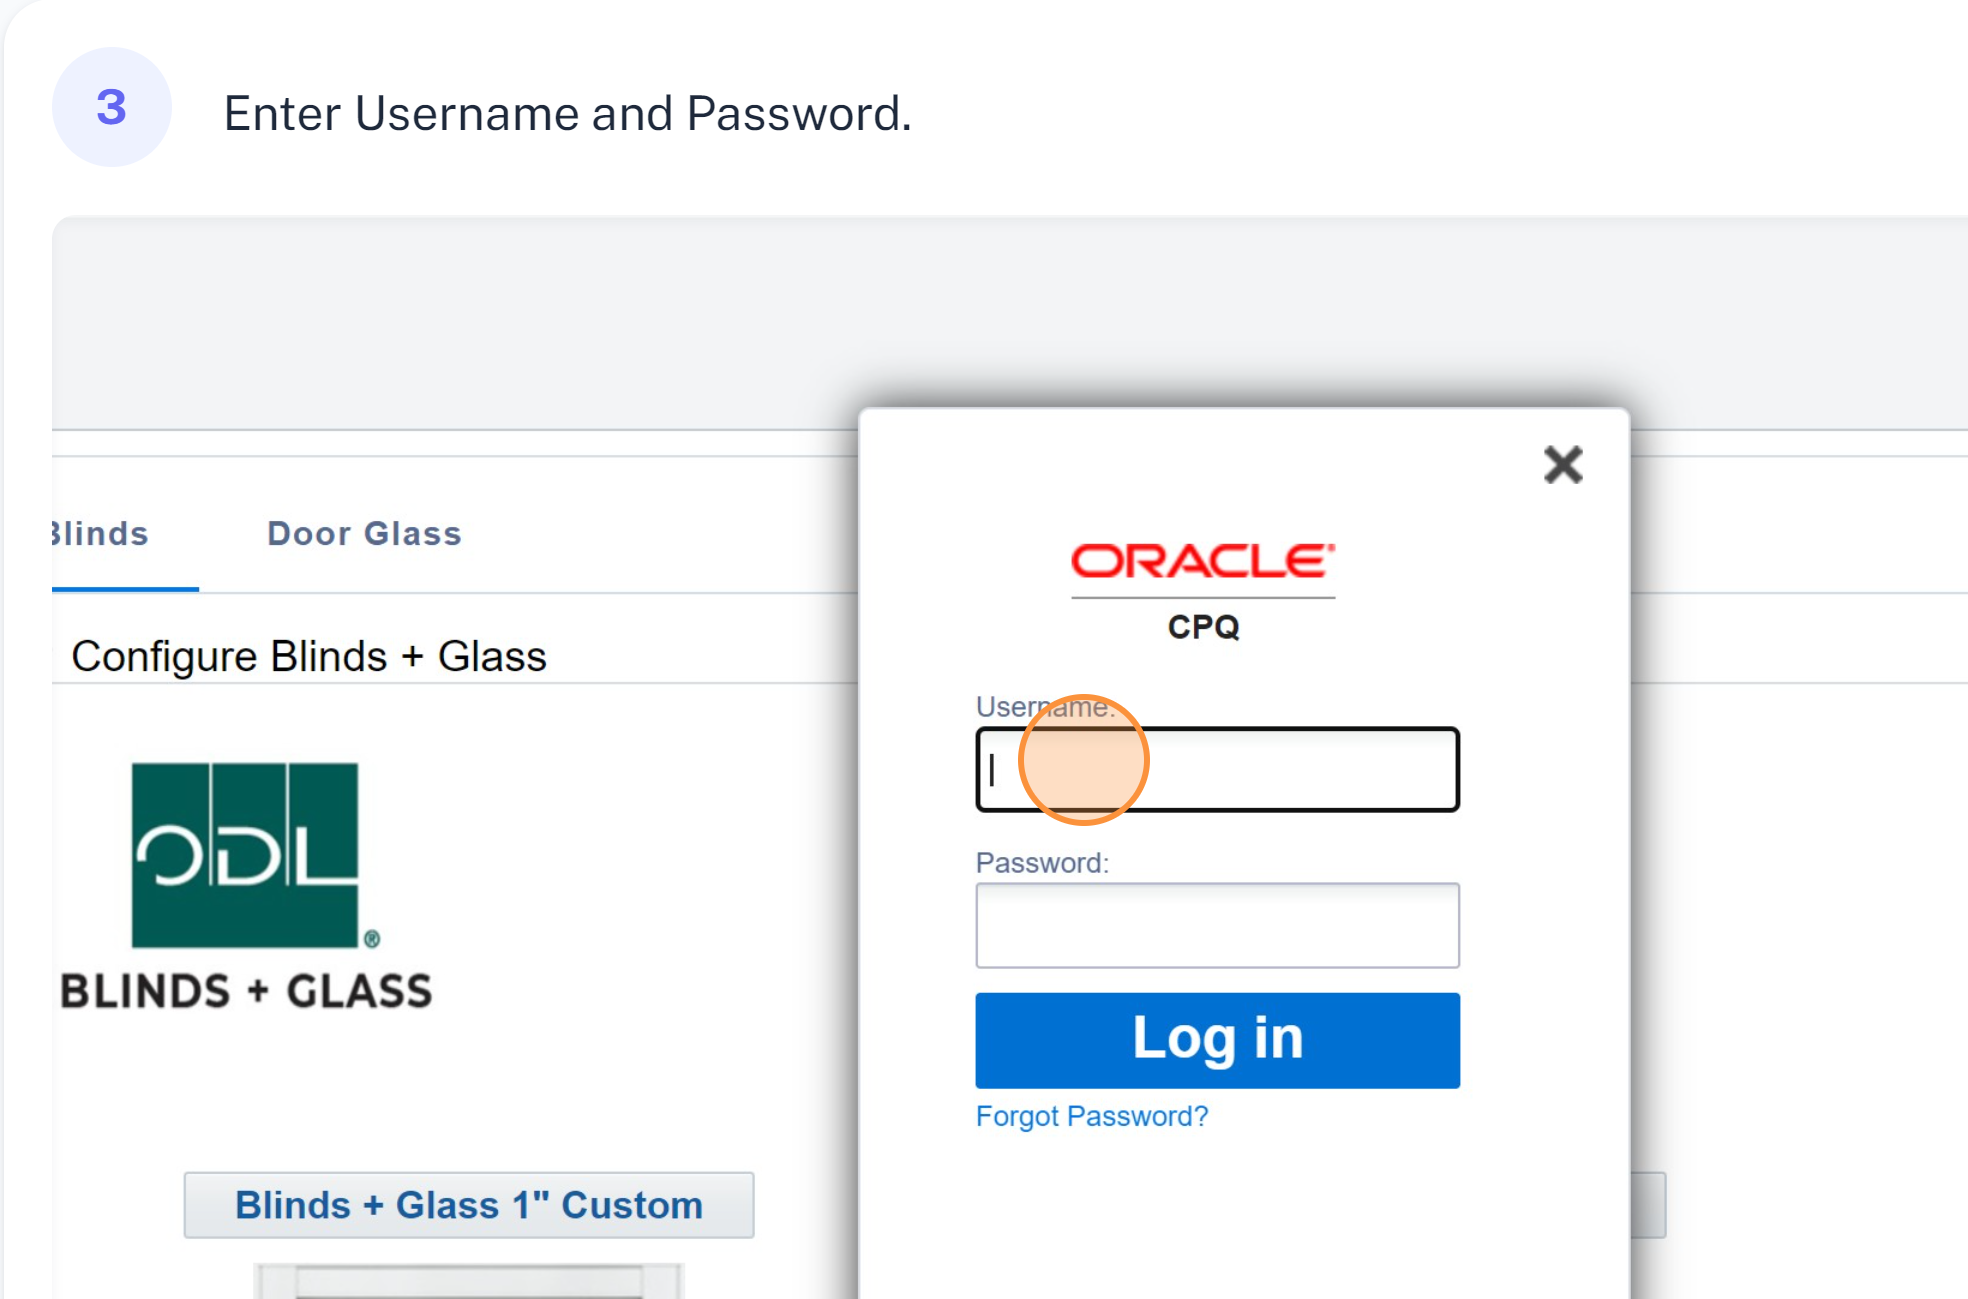 3
Enter Username and Password.
Blinds
Door Glass
ORACLE
CPQ
Configure Blinds + Glass
Username:
Password:
ODL®
BLINDS + GLASS
Log in
Forgot Password?
Blinds + Glass 1" Custom